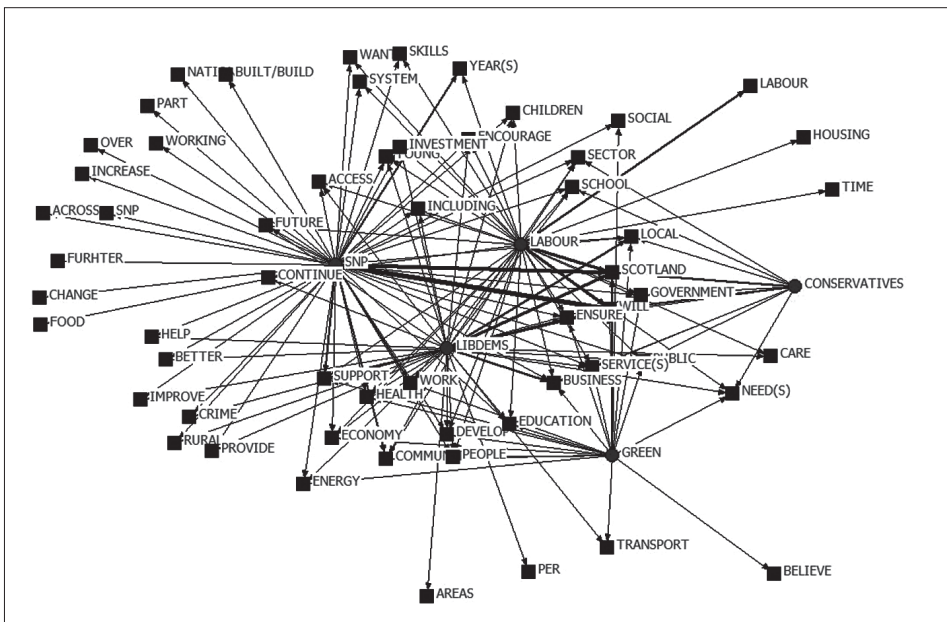 WANT
SKILLS
SYSTEM
YEAR(S)
NATI
BUILT/BUILD
LABOUR
PART
CHILDREN
SOCIAL
WORKING
ENCOURAGE
HOUSING
OVER
INVESTMENT
YOUNG
SECTOR
INCREASE
ACCESS
SCHOOL
TIME
ACROSS
SNP
INCLUDING
FUTURE
LOCAL
LABOUR
FURHTER
SNP
SCOTLAND
CONTINUE
CONSERVATIVES
CHANGE
GOVERNMENT
WILL
FOOD
ENSURE
HELP
LIBDEMS
BETTER
SERVICE(S)
BLIC
CARE
SUPPORT
WORK
BUSINESS
IMPROVE
HEALTH
NEED(S)
CRIME
EDUCATION
RURAL
ECONOMY
DEVELOP
PROVIDE
COMMUN
PEOPLE
GREEN
ENERGY
TRANSPORT
PER
BELIEVE
AREAS